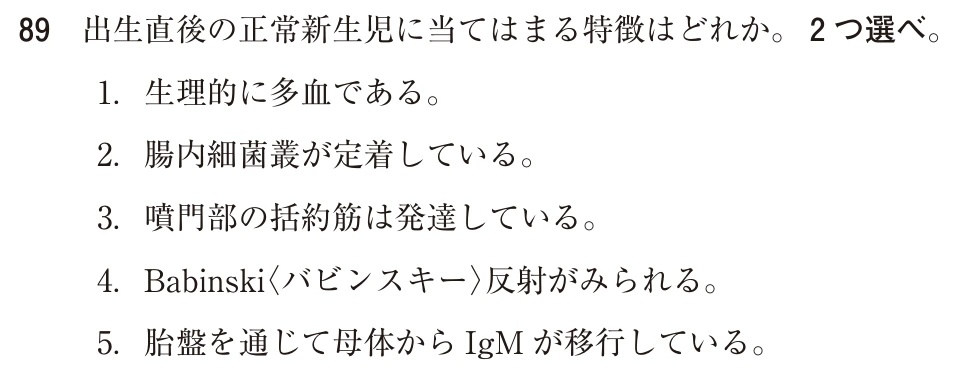 89 出生直後の正常新生児に当てはまる特徴はどれか。2つ選べ。
1. 生理的に多血である。
2. 腸内細菌叢が定着している。
3. 噴門部の括約筋は発達している。
4. Babinski〈バビンスキー〉反射がみられる。
5. 胎盤を通じて母体から IgM が移行している。